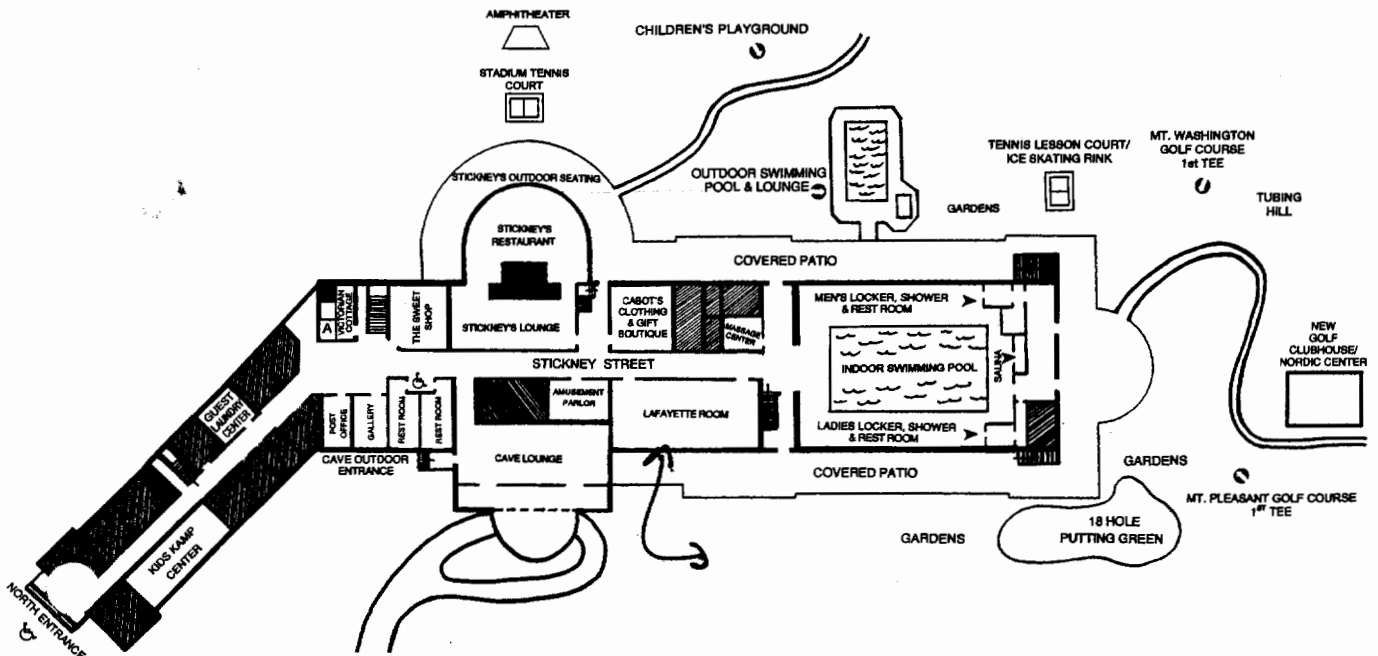 AMPHITHEATER
CHILDREN'S PLAYGROUND
STADIUM TENNIS
COURT
TENNIS LESSON COURT/
ICE SKATING RINK
MT. WASHINGTON
GOLF COURSE
1st TEE
TUBING
HILL
STICKNEY'S OUTDOOR SEATING
OUTDOOR SWIMMING
POOL & LOUNGE
GARDENS
STICKNEY'S
RESTAURANT
COVERED PATIO
A
VICTORIAN
COTTAGE
THE SWEET
SHOP
STICKNEY'S LOUNGE
CABOT'S
CLOTHING
& GIFT
BOUTIQUE
MASSAGE
CENTER
MEN'S LOCKER, SHOWER
& REST ROOM
NEW
GOLF
CLUBHOUSE/
NORDIC CENTER
STICKNEY STREET
INDOOR SWIMMING POOL
SAUNA
GUEST
LAUNDRY
CENTER
POST
OFFICE
GALLERY
REST ROOM
REST ROOM
AMUSEMENT
PARLOR
LAFAYETTE ROOM
LADIES LOCKER, SHOWER
& REST ROOM
CAVE OUTDOOR
ENTRANCE
CAVE LOUNGE
COVERED PATIO
GARDENS
MT. PLEASANT GOLF COURSE
1ST TEE
KIDS KAMP
CENTER
GARDENS
18 HOLE
PUTTING GREEN
NORTH ENTRANCE